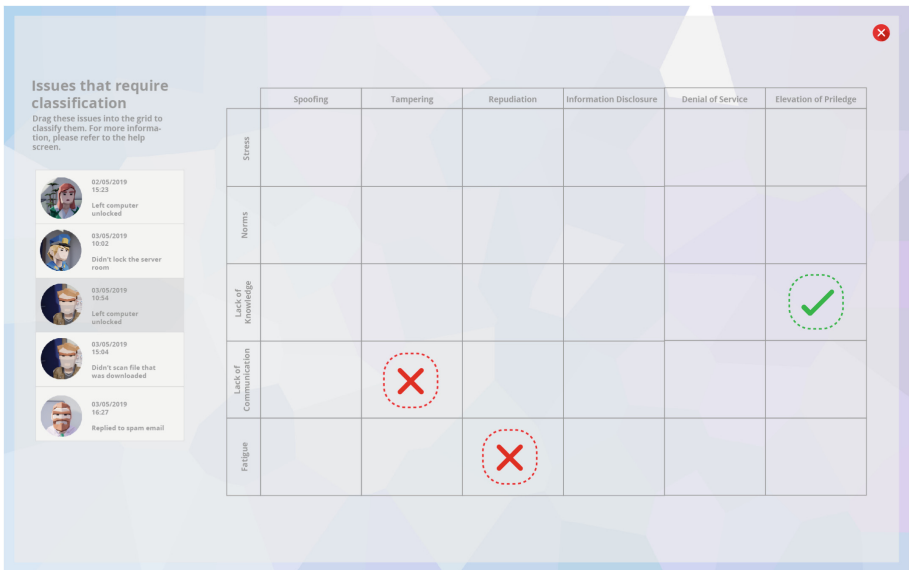 Issues that require
classification
Drag these issues into the grid to
classify them. For more informa-
tion, please refer to the help
screen.
02/05/2019
15:23
Left computer
unlocked
03/05/2019
10:02
Didn't lock the server
room
03/05/2019
10:54
Left computer
unlocked
03/05/2019
15:04
Didn't scan file that
was downloaded
03/05/2019
16:27
Replied to spam email
Spoofing
Tampering
Repudiation
Information Disclosure
Denial of Service
Elevation of Priledge
Stress
Norms
Lack of
Knowledge
Lack of
Communication
Fatigue